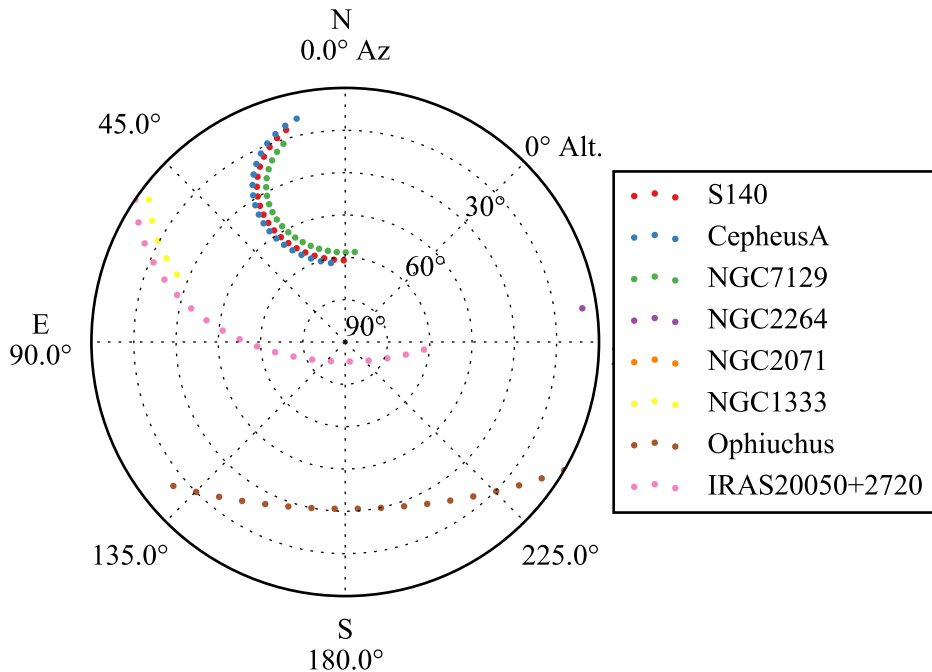 N
0.0° Az
45.0°
0° Alt.
30°
60°
90°
E
90.0°
135.0°
225.0°
S
180.0°
S140
CepheusA
NGC7129
NGC2264
NGC2071
NGC1333
Ophiuchus
IRAS20050+2720